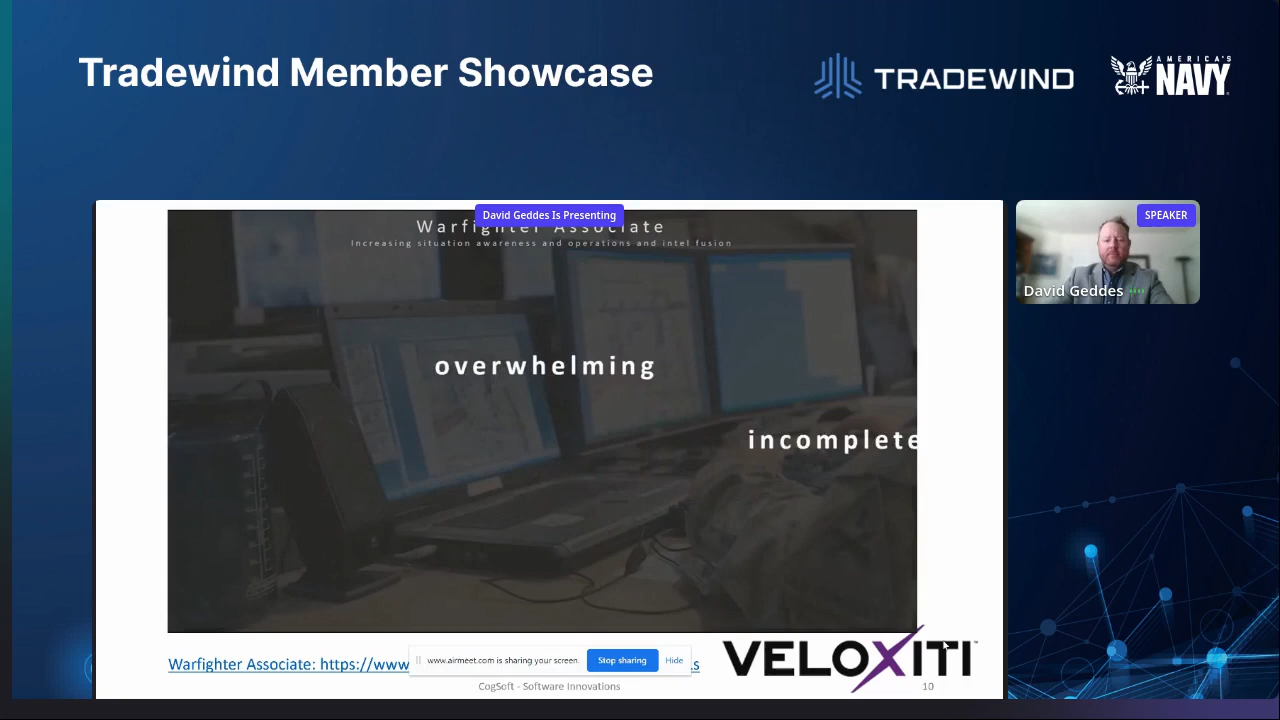 Tradewind Member Showcase
TRADEWIND
AMERICA'S
NAVY
David Geddes Is Presenting
SPEAKER
Warfighter Associate
Increasing situation awareness and operations and intel fusion
David Geddes
overwhelming
incomplete
VELOXITI
Warfighter Associate: https://www
www.airmeet.com is sharing your screen.
Stop sharing
Hide
s
CogSoft - Software Innovations
10